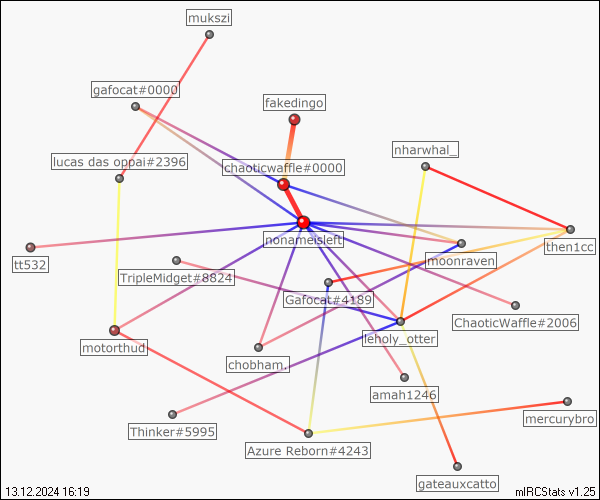 mukszi
gafocat#0000
fakedingo
nharwhal_
lucas das oppai#2396
chaoticwaffle#0000
nonameisleft
then1cc
moonraven
tt532
TripleMidget#8824
Gafocat#4189
ChaoticWaffle#2006
leholy_otter
motorthud
chobham.
amah1246
mercurybro
Thinker#5995
Azure Reborn#4243
gateauxcatto
13.12.2024 16:19
mIRCStats v1.25